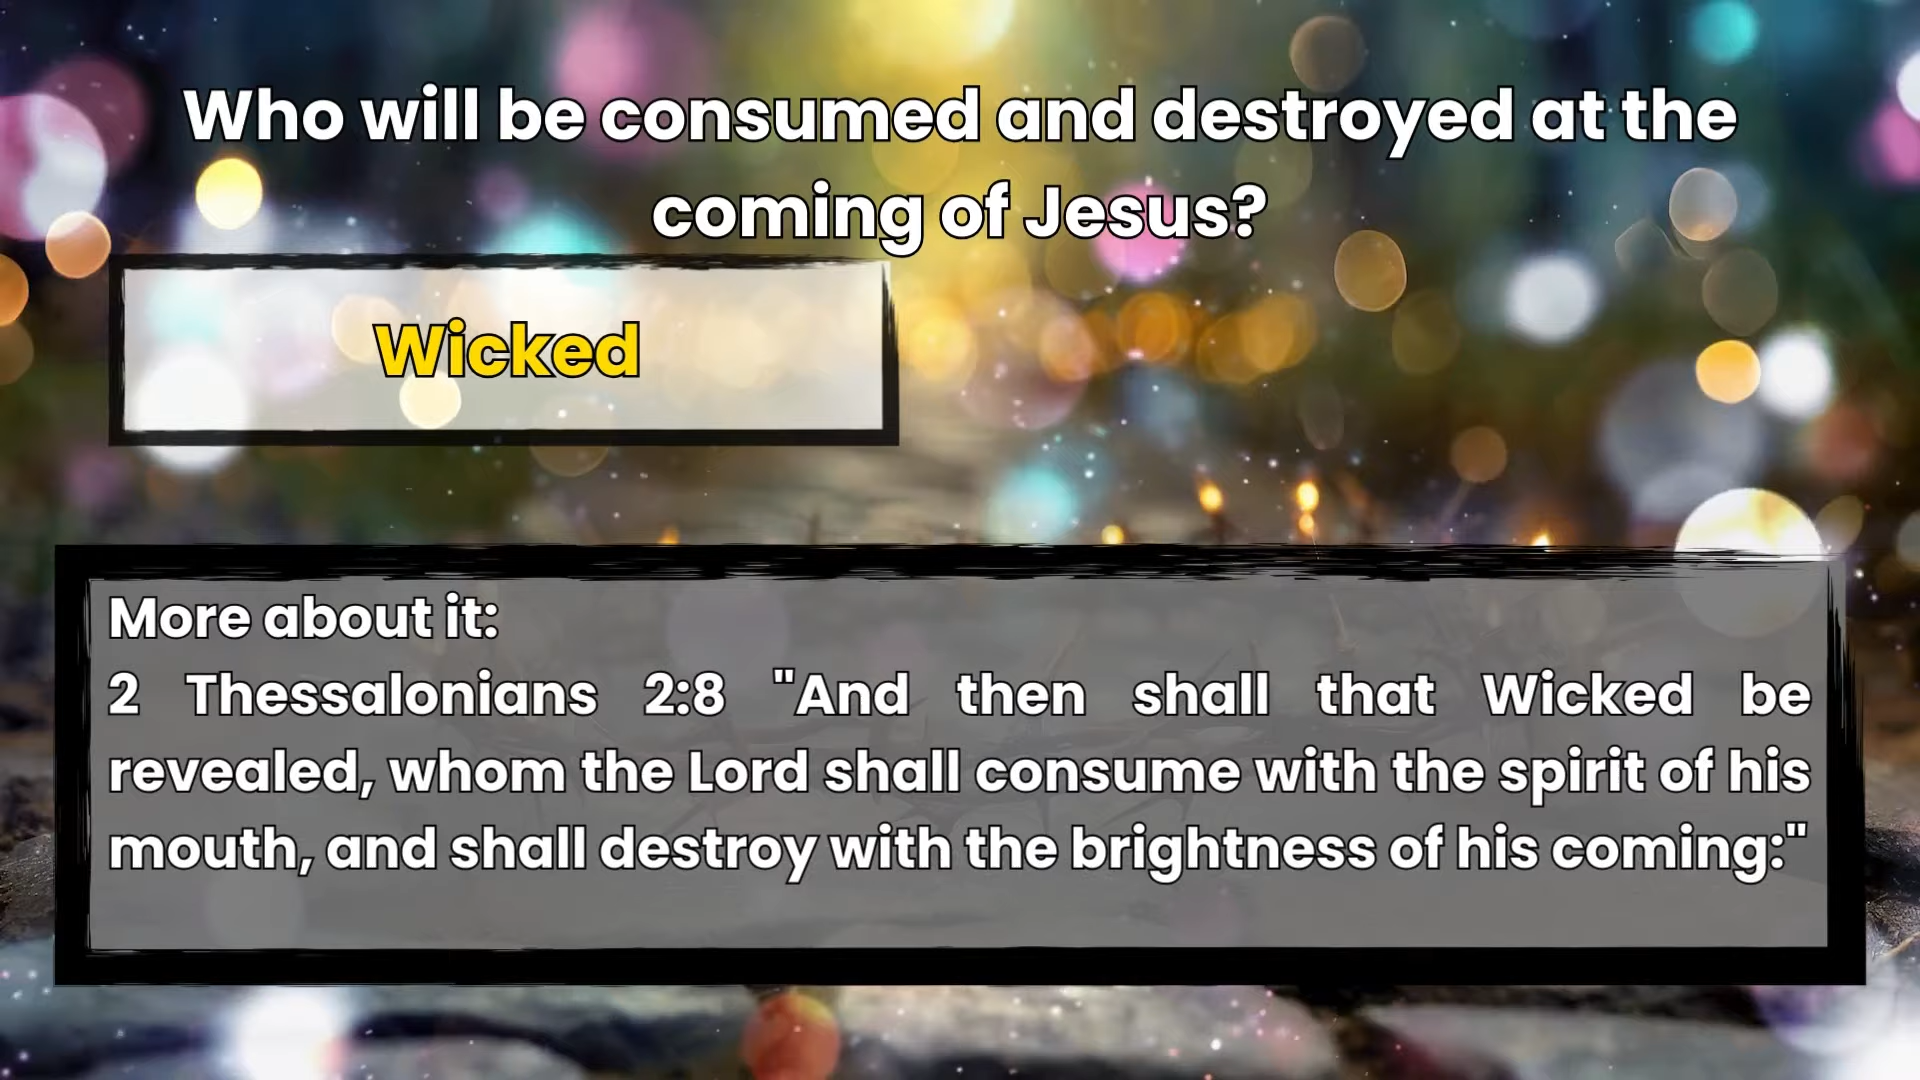 Who will be consumed and destroyed at the
coming of Jesus?
Wicked
More about it:
2 Thessalonians 2:8 "And then shall that Wicked be
revealed, whom the Lord shall consume with the spirit of his
mouth, and shall destroy with the brightness of his coming:"